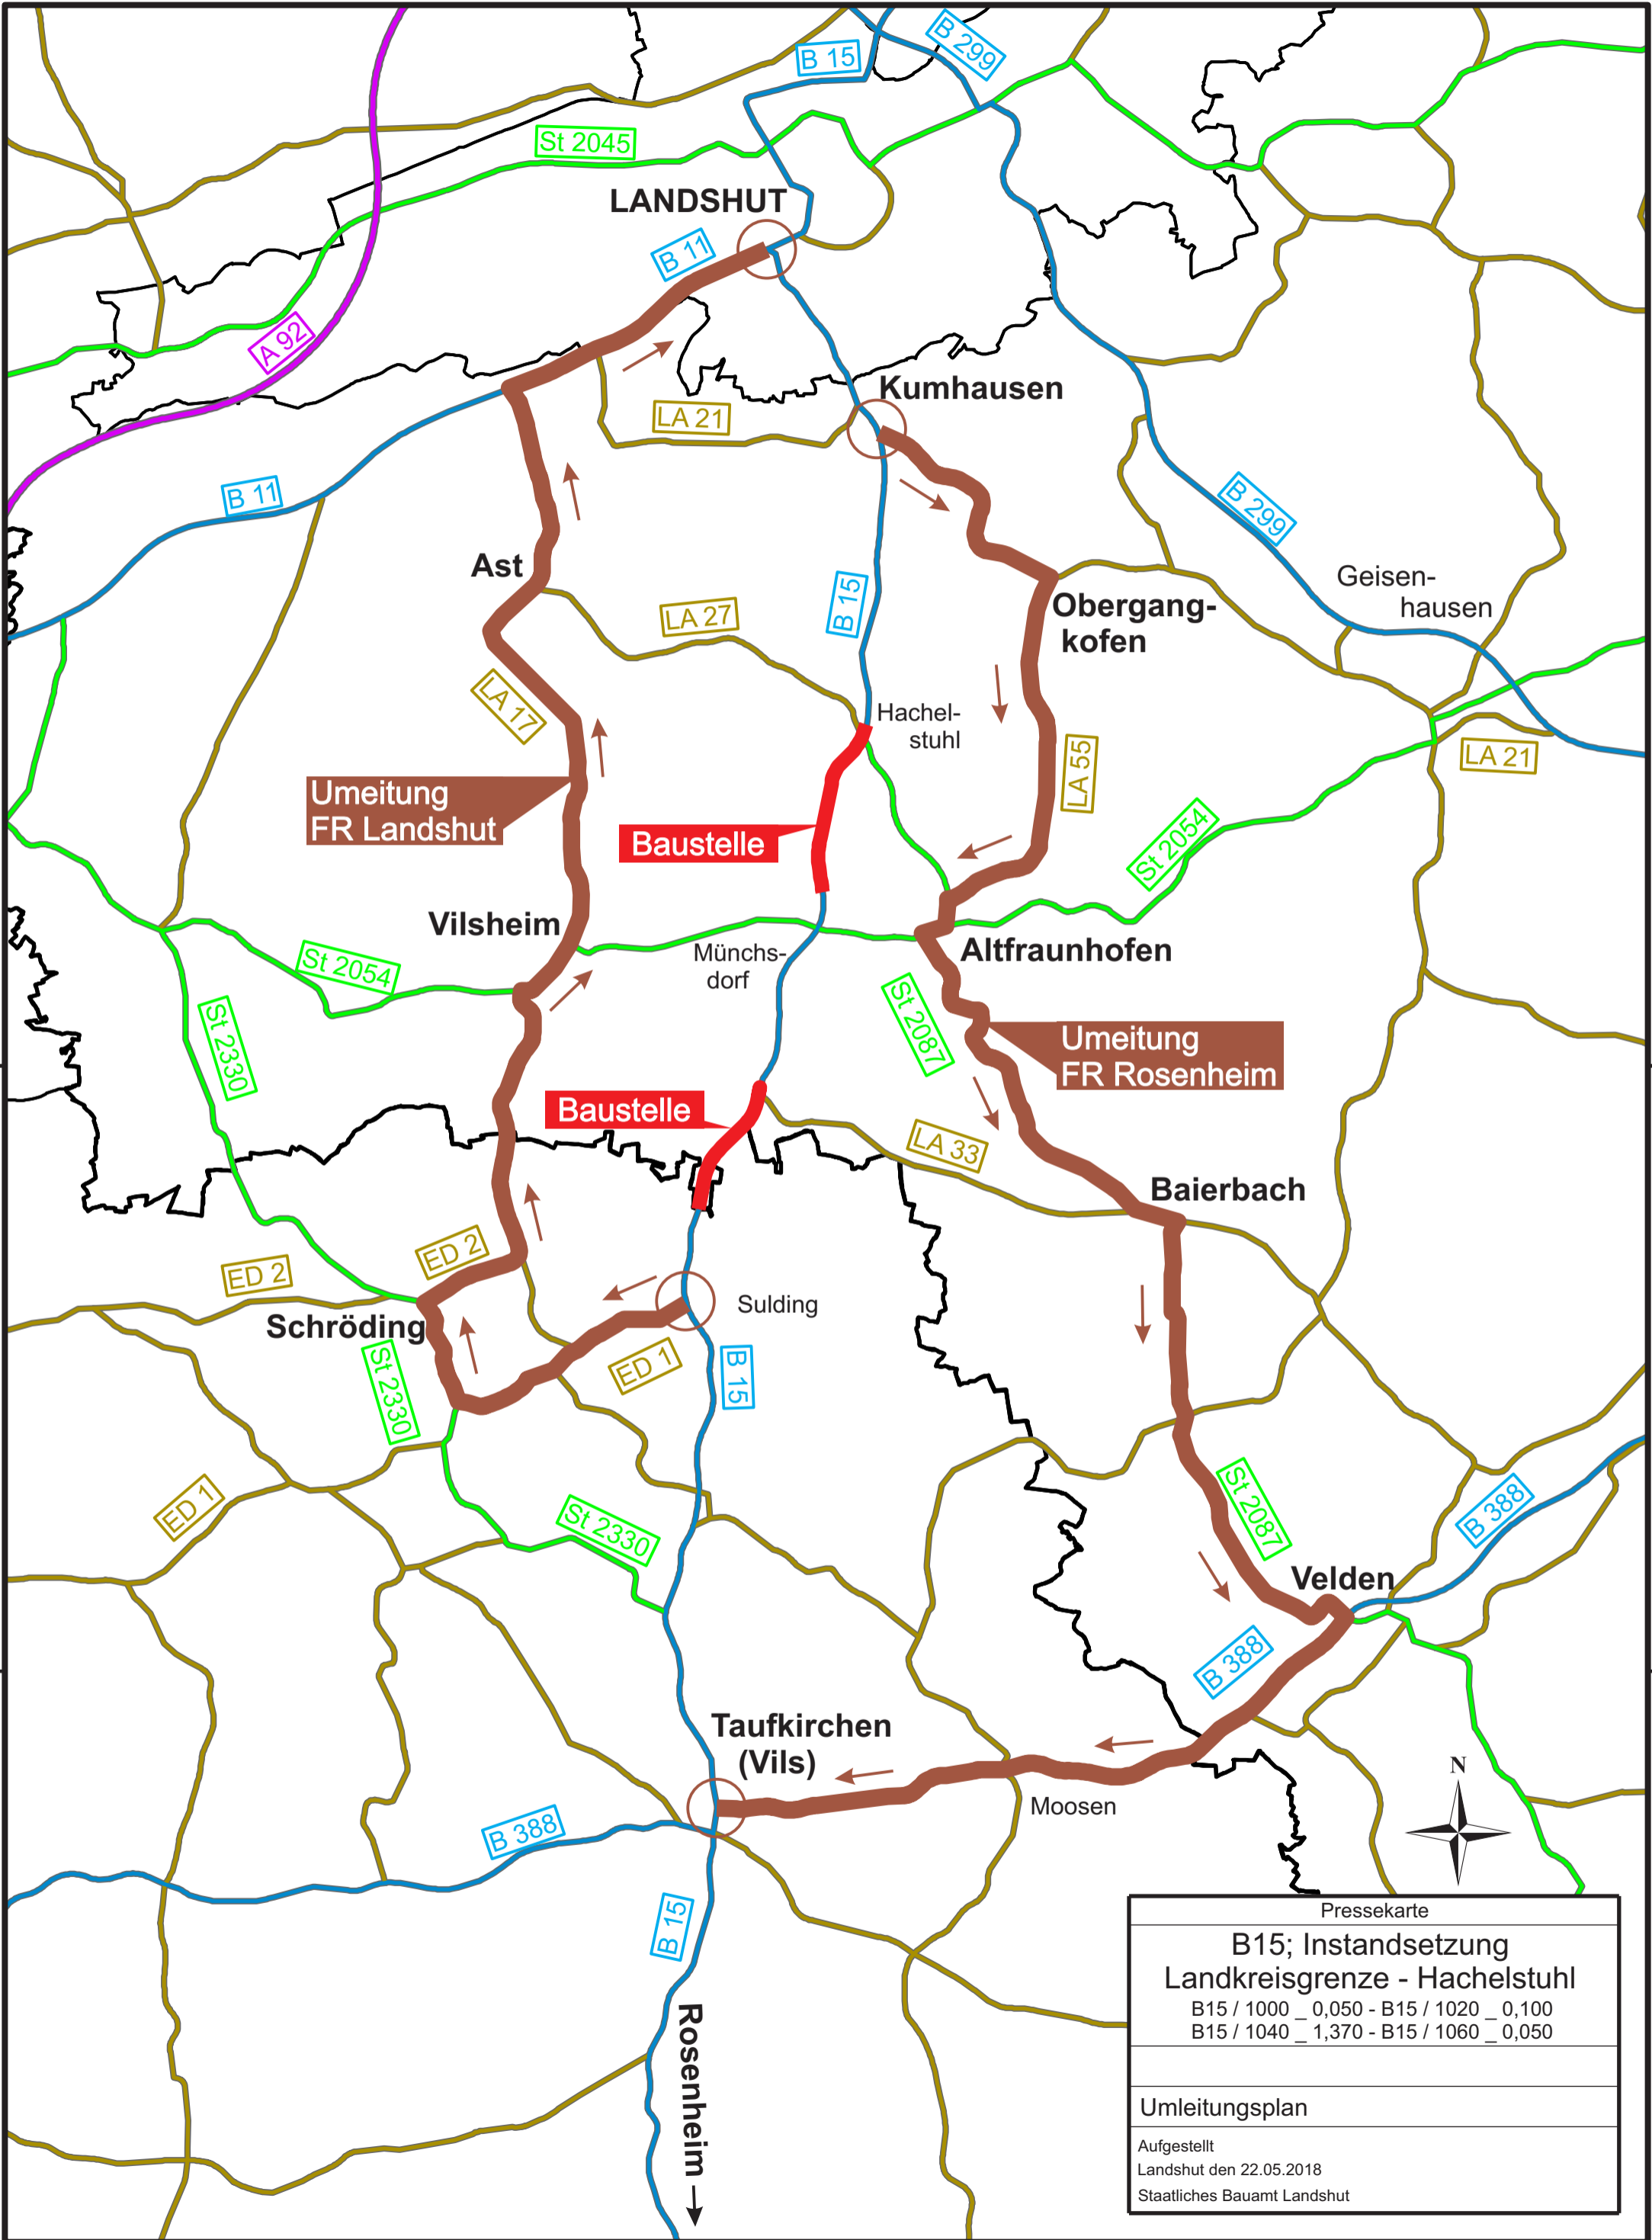 B 15
B 299
St 2045
LANDSHUT
B 11
A 92
Kumhausen
LA 21
B 11
B 299
Ast
Geisen-
hausen
B 15
LA 27
Obergang-
kofen
LA 17
Hachel-
stuhl
LA 55
LA 21
Umeitung
FR Landshut
Baustelle
St 2054
Vilsheim
Altfraunhofen
Münchs-
dorf
St 2054
St 2087
St 2330
Umeitung
FR Rosenheim
Baustelle
LA 33
Baierbach
ED 2
ED 2
Sulding
Schröding
ED 1
B 15
St 2330
ED 1
St 2330
St 2087
B 388
Velden
B 388
Taufkirchen
(Vils)
Moosen
N
B 388
B 15
Rosenheim
Pressekarte
B15; Instandsetzung
Landkreisgrenze - Hachelstuhl
B15 / 1000 _ 0,050 - B15 / 1020 _ 0,100
B15 / 1040 _ 1,370 - B15 / 1060 _ 0,050
Umleitungsplan
Aufgestellt
Landshut den 22.05.2018
Staatliches Bauamt Landshut